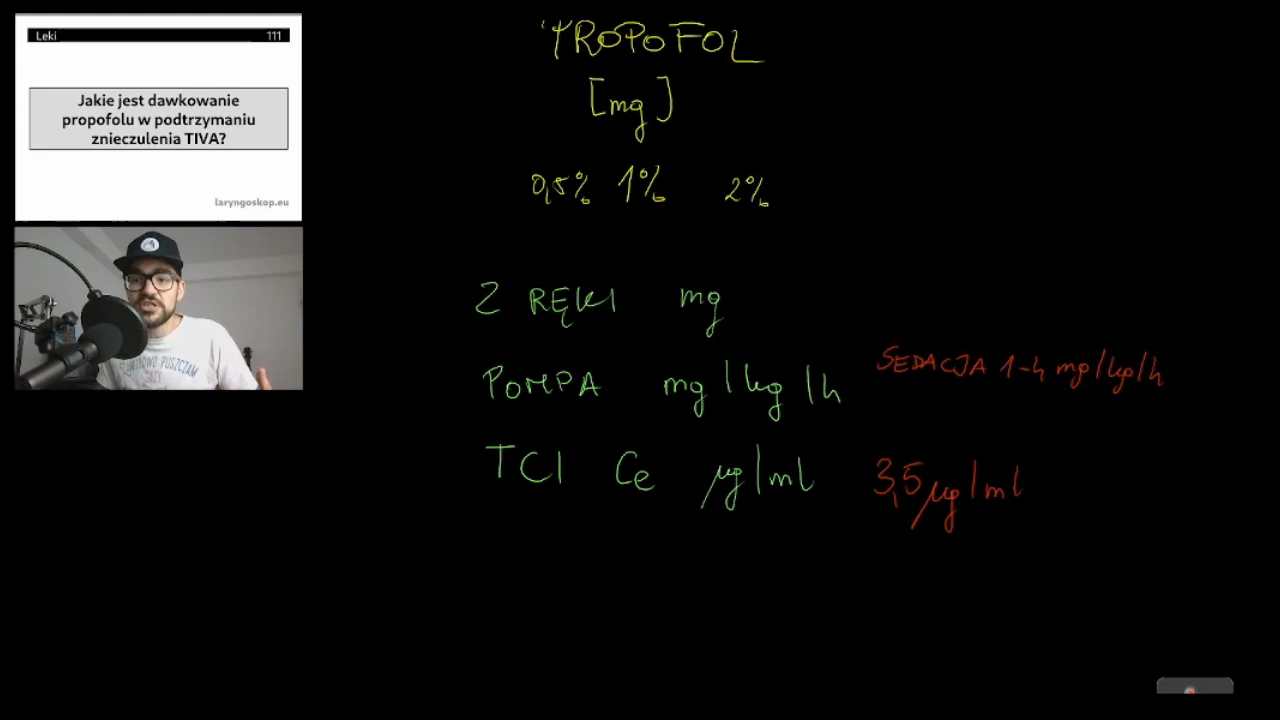 Leki 111
Jakie jest dawkowanie
propofolu w podtrzymaniu
znieczulenia TIVA?
laryngoskop.eu
PROPOFOL
[mg]
0,5% 1% 2%
Z RĘKI mg
POMPA mg/kg/h
SEDACJA 1-4 mg/kg/h
TCI Ce µg/ml
3,5 µg/ml
PUSZCZAM